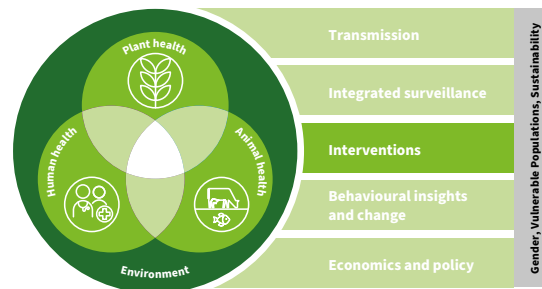 Plant health
Human health
Animal health
Environment
Transmission
Integrated surveillance
Interventions
Behavioural insights
and change
Economics and policy
Gender, Vulnerable Populations, Sustainability